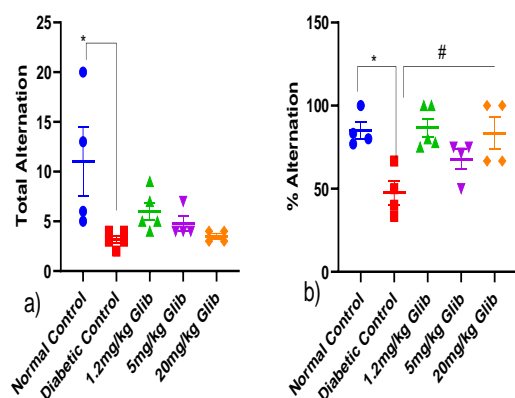 25
20
15
10
5
0
Total Alternation
*
a)
Normal Control
Diabetic Control
1.2mg/kg Glib
5mg/kg Glib
20mg/kg Glib
150
100
50
0
% Alternation
*
#
b)
Normal Control
Diabetic Control
1.2mg/kg Glib
5mg/kg Glib
20mg/kg Glib